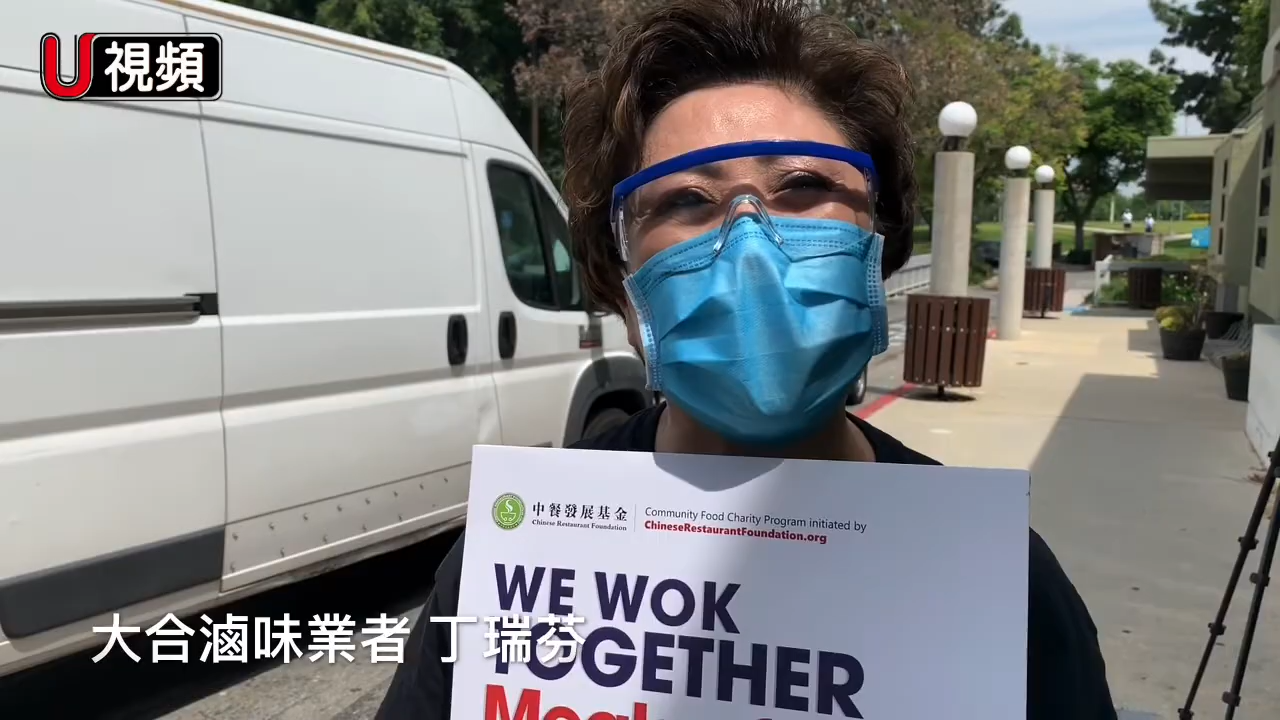 U視頻
中餐發展基金
Chinese Restaurant Foundation
Community Food Charity Program initiated by
ChineseRestaurantFoundation.org
WE WOK
TOGETHER
大合滷味業者 丁瑞芬